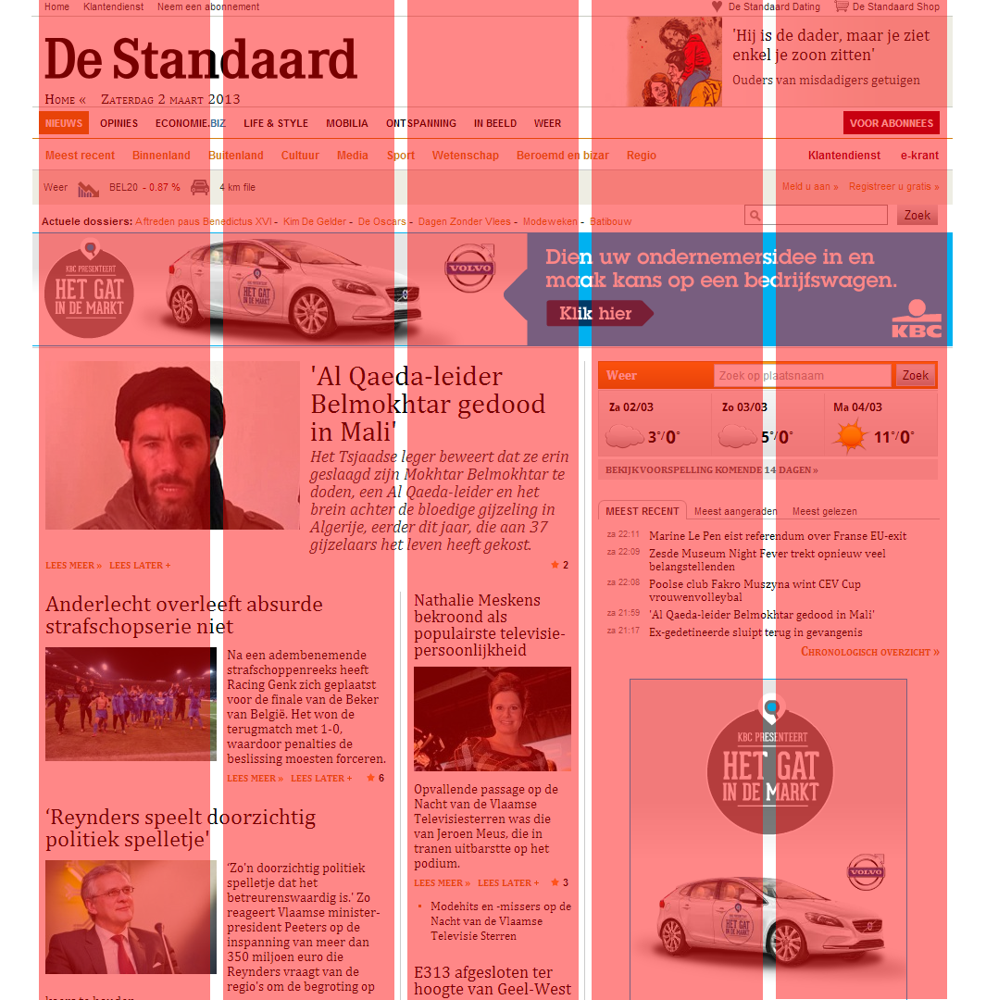 Home Klantendienst Neem een abonnement
De Standaard Dating De Standaard Shop
De Standaard
'Hij is de dader, maar je ziet
enkel je zoon zitten'
Ouders van misdadigers getuigen
Home « Zaterdag 2 maart 2013
NIEUWS OPINIES ECONOMIE.BIZ LIFE & STYLE MOBILIA ONTSPANNING IN BEELD WEER VOOR ABONNEES
Meest recent Binnenland Buitenland Cultuur Media Sport Wetenschap Beroemd en bizar Regio Klantendienst e-krant
Weer BEL20 - 0.87 % 4 km file Meld u aan » Registreer u gratis »
Actuele dossiers: Aftreden paus Benedictus XVI - Kim De Gelder - De Oscars - Dagen Zonder Vlees - Modeweken - Batibouw Zoek
KBC PRESENTEERT
HET GAT
IN DE MARKT
HET GAT
IN DE MARKT
VOLVO
Dien uw ondernemersidee in en
maak kans op een bedrijfswagen.
Klik hier
KBC
'Al Qaeda-leider
Belmokhtar gedood
in Mali'
Het Tsjaadse leger beweert dat ze erin
geslaagd zijn Mokhtar Belmokhtar te
doden, een Al Qaeda-leider en het
brein achter de bloedige gijzeling in
Algerije, eerder dit jaar, die aan 37
gijzelaars het leven heeft gekost.
LEES MEER » LEES LATER + 2
Anderlecht overleeft absurde
strafschopserie niet
Na een adembenemende
strafschoppenreeks heeft
Racing Genk zich geplaatst
voor de finale van de Beker
van België. Het won de
terugmatch met 1-0,
waardoor penalties de
beslissing moesten forceren.
LEES MEER » LEES LATER + 6
‘Reynders speelt doorzichtig
politiek spelletje'
‘Zo'n doorzichtig politiek
spelletje dat het
betreurenswaardig is.' Zo
reageert Vlaamse minister-
president Peeters op de
inspanning van meer dan
350 miljoen euro die
Reynders vraagt van de
regio's om de begroting op
Nathalie Meskens
bekroond als
populairste televisie-
persoonlijkheid
Opvallende passage op de
Nacht van de Vlaamse
Televisiesterren was die
van Jeroen Meus, die in
tranen uitbarstte op het
podium.
LEES MEER » LEES LATER + 3
Modehits en -missers op de
Nacht van de Vlaamse
Televisie Sterren
E313 afgesloten ter
hoogte van Geel-West
Weer Zoek op plaatsnaam Zoek
Za 02/03 Zo 03/03 Ma 04/03
3°/0° 5°/0° 11°/0°
BEKIJK VOORSPELLING KOMENDE 14 DAGEN »
MEEST RECENT Meest aangeraden Meest gelezen
za 22:11 Marine Le Pen eist referendum over Franse EU-exit
za 22:09 Zesde Museum Night Fever trekt opnieuw veel
belangstellenden
za 22:08 Poolse club Fakro Muszyna wint CEV Cup
vrouwenvolleybal
za 21:59 'Al Qaeda-leider Belmokhtar gedood in Mali'
za 21:17 Ex-gedetineerde sluipt terug in gevangenis
Chronologisch overzicht »
KBC PRESENTEERT
HET GAT
IN DE MARKT
VOLVO
HET GAT
IN DE MARKT